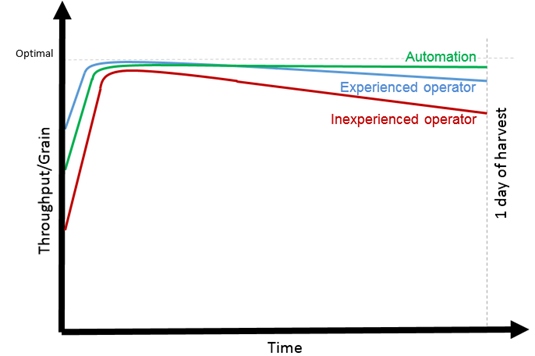 Optimal
Automation
Experienced operator
Inexperienced operator
Throughput/Grain
1 day of harvest
Time